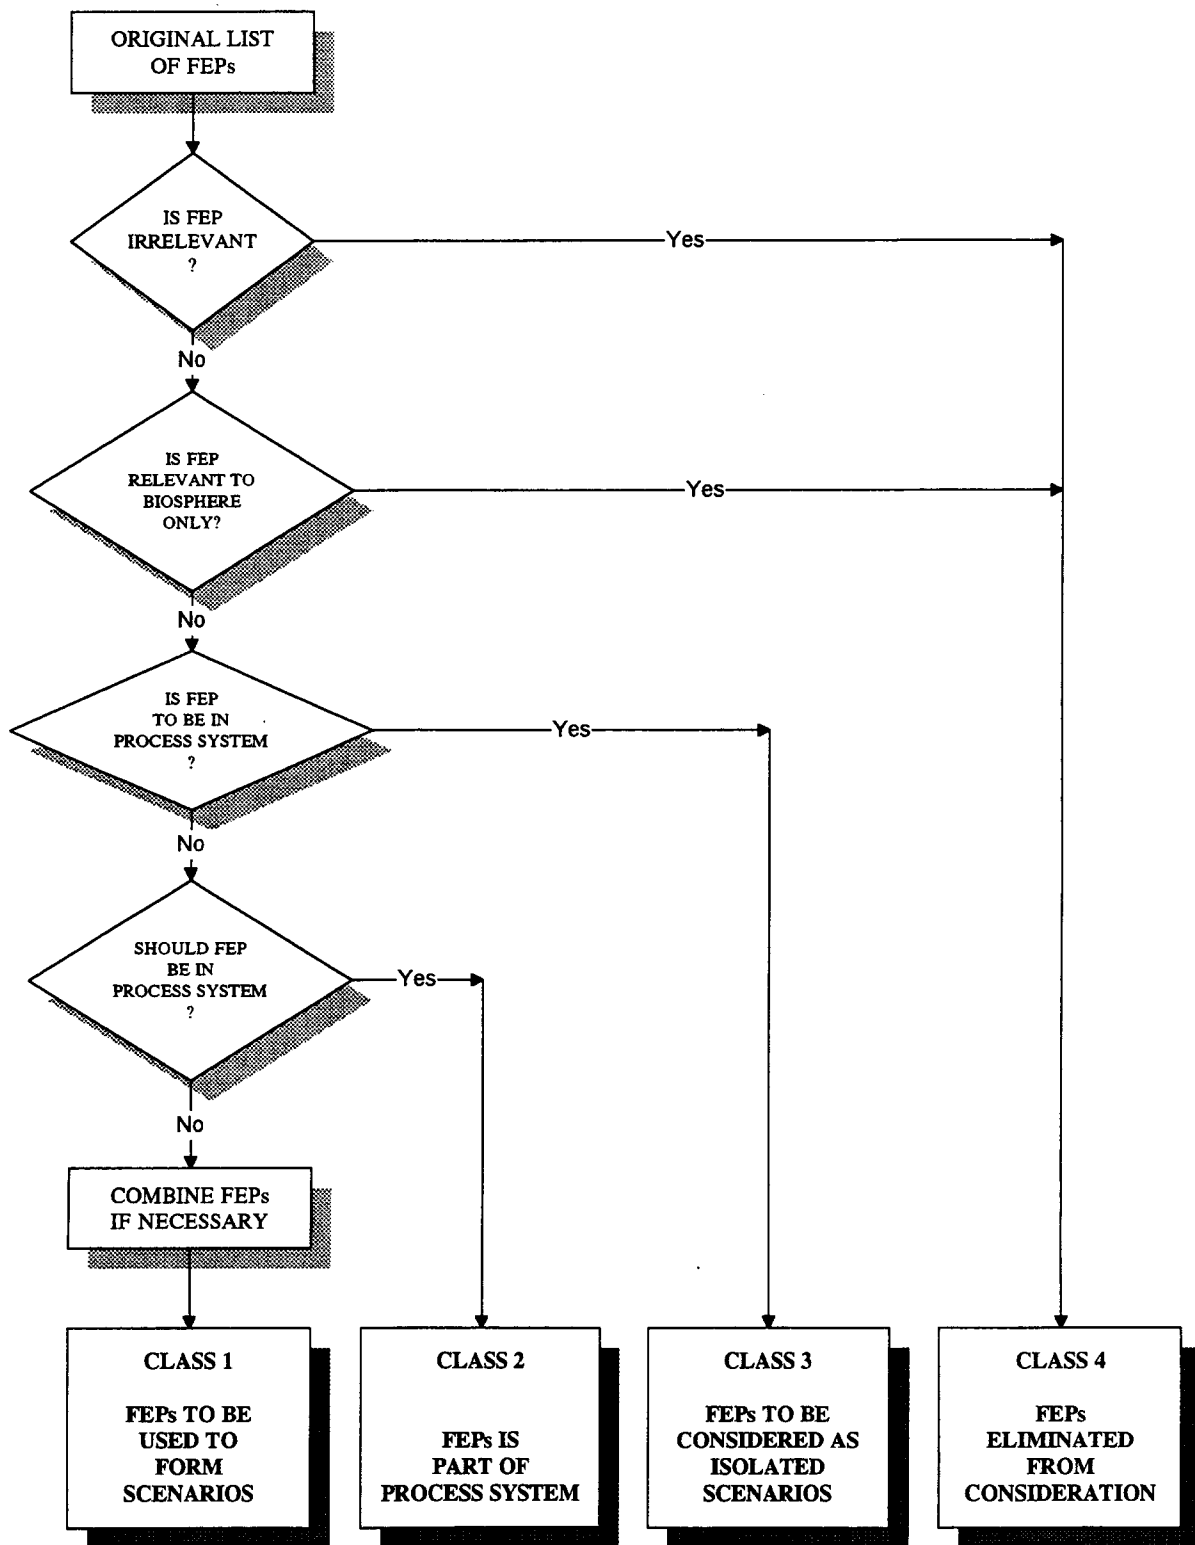 ORIGINAL LIST
OF FEPs
IS FEP
IRRELEVANT
?
Yes
No
IS FEP
RELEVANT TO
BIOSPHERE
ONLY?
Yes
No
IS FEP
TO BE IN
PROCESS SYSTEM
?
Yes
No
SHOULD FEP
BE IN
PROCESS SYSTEM
?
Yes
No
COMBINE FEPs
IF NECESSARY
CLASS 1
FEPs TO BE
USED TO
FORM
SCENARIOS
CLASS 2
FEPs IS
PART OF
PROCESS SYSTEM
CLASS 3
FEPs TO BE
CONSIDERED AS
ISOLATED
SCENARIOS
CLASS 4
FEPs
ELIMINATED
FROM
CONSIDERATION